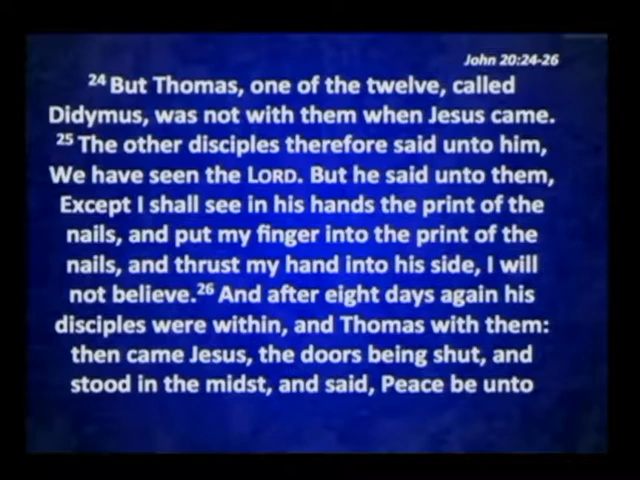 John 20:24-26
24 But Thomas, one of the twelve, called
Didymus, was not with them when Jesus came.
25 The other disciples therefore said unto him,
We have seen the LORD. But he said unto them,
Except I shall see in his hands the print of the
nails, and put my finger into the print of the
nails, and thrust my hand into his side, I will
not believe.26 And after eight days again his
disciples were within, and Thomas with them:
then came Jesus, the doors being shut, and
stood in the midst, and said, Peace be unto